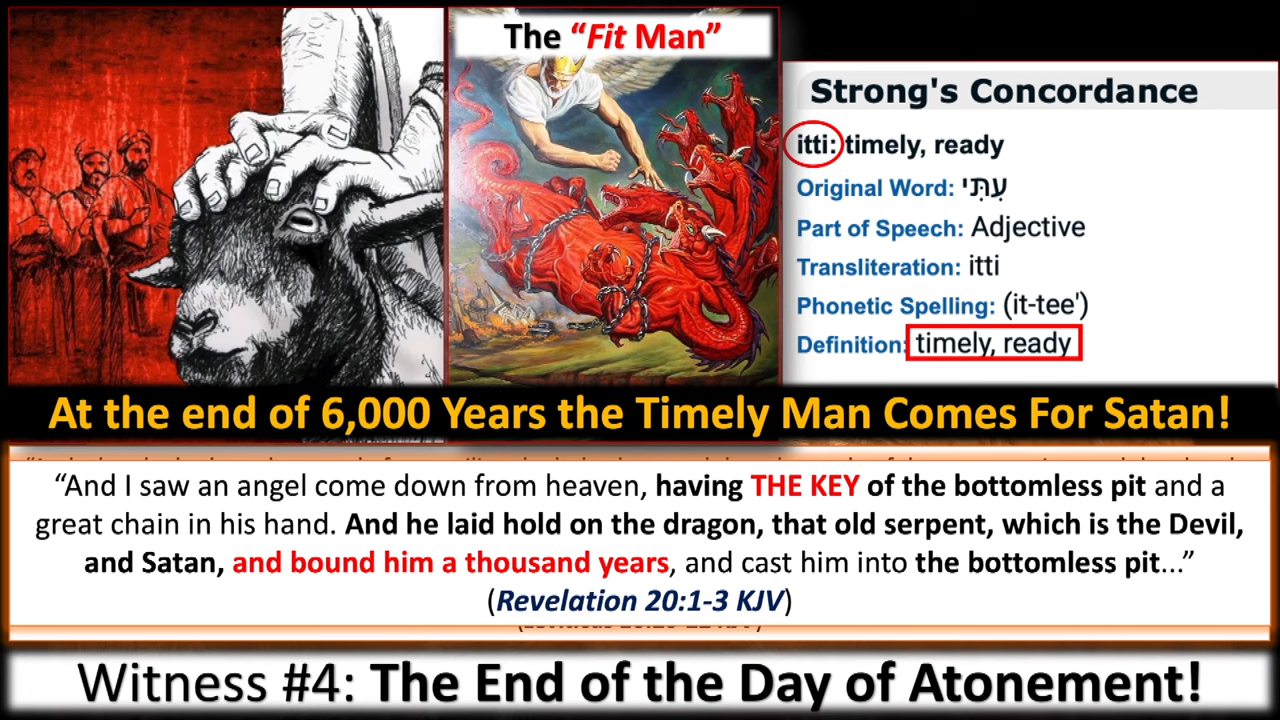 The “Fit Man”
Strong's Concordance
itti: timely, ready
Original Word: עִתִּי
Part of Speech: Adjective
Transliteration: itti
Phonetic Spelling: (it-tee')
Definition: timely, ready
At the end of 6,000 Years the Timely Man Comes For Satan!
“And I saw an angel come down from heaven, having THE KEY of the bottomless pit and a
great chain in his hand. And he laid hold on the dragon, that old serpent, which is the Devil,
and Satan, and bound him a thousand years, and cast him into the bottomless pit...”
(Revelation 20:1-3 KJV)
Witness #4: The End of the Day of Atonement!